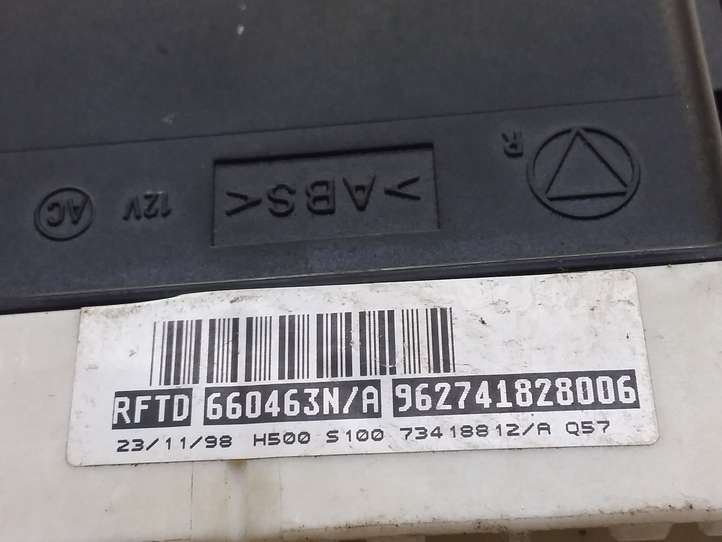 R
>ABS<
12V
AC
RFTD 660463N/A 962741828006
23/11/98 H500 S100 73418812/A Q57